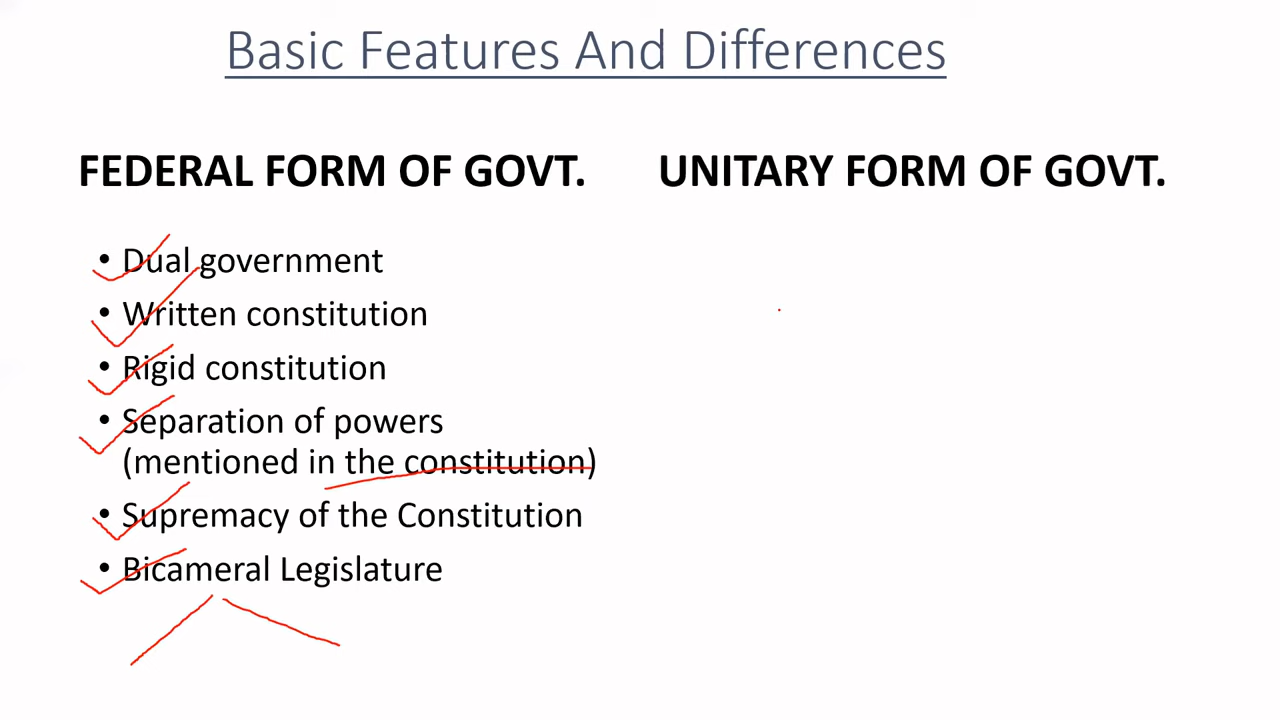 Basic Features And Differences
FEDERAL FORM OF GOVT.
UNITARY FORM OF GOVT.
• Dual government
• Written constitution
• Rigid constitution
• Separation of powers
(mentioned in the constitution)
• Supremacy of the Constitution
• Bicameral Legislature